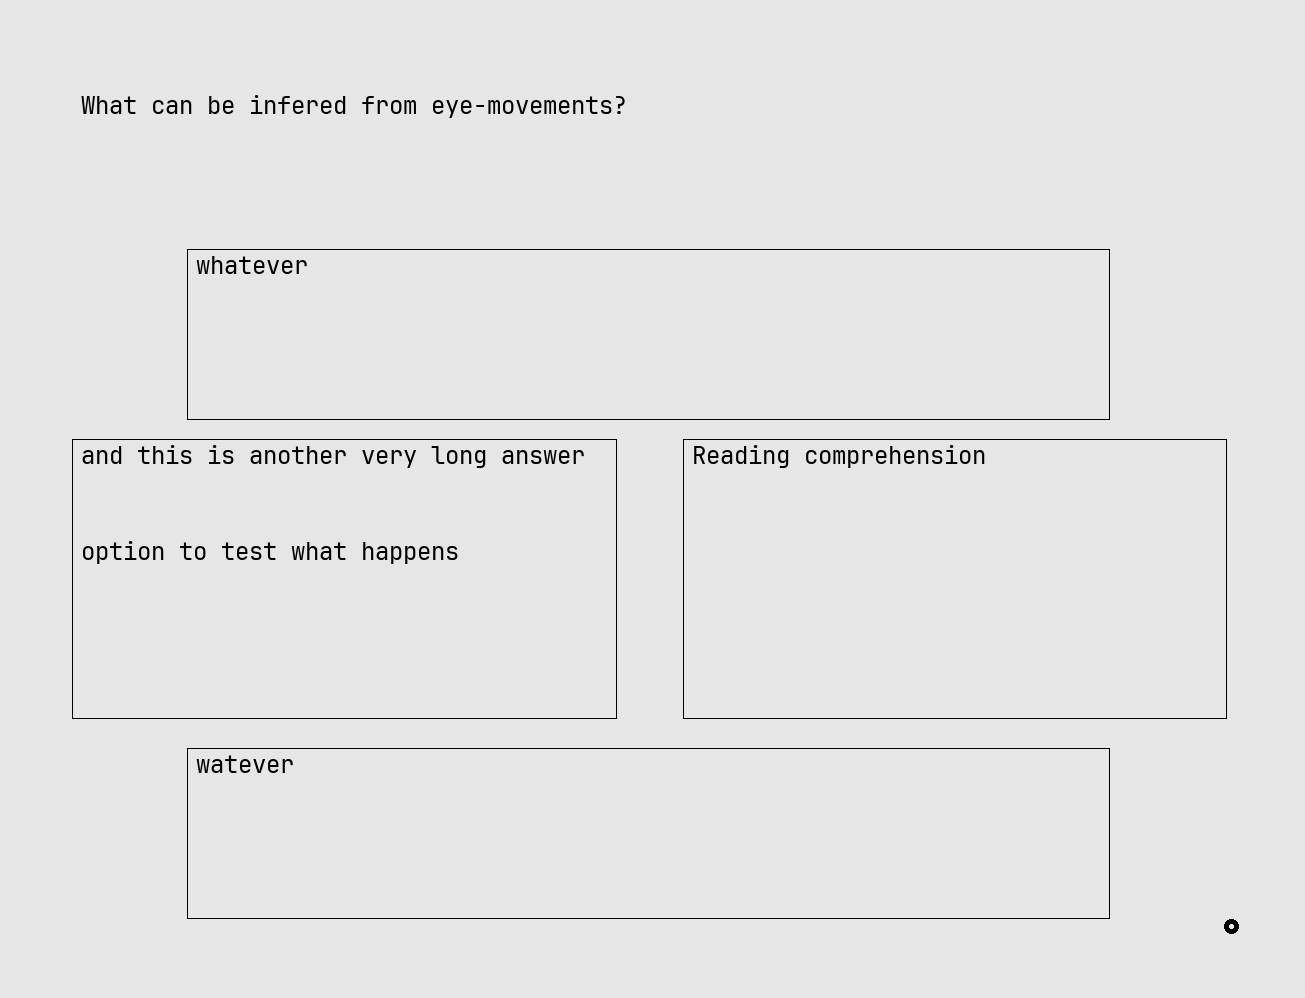 What can be infered from eye-movements?
whatever
and this is another very long answer
option to test what happens
Reading comprehension
watever